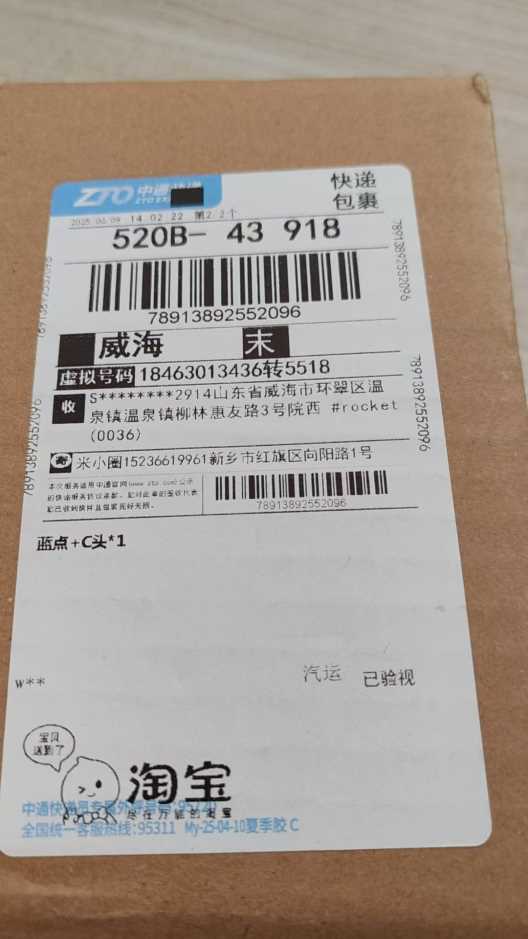 ZTO 中通
快递
包裹
2025/06/09 14 02 22 第2 2个
520B- 43 918
78913892552096
78913892552096
78913892552096
威海 末
虚拟号码 18463013436转5518
收 S********2914山东省威海市环翠区温
泉镇温泉镇柳林惠友路3号院西 #rocket
(0036)
米小圈15236619961新乡市红旗区向阳路1号
78913892552096
78913892552096
蓝点+C头*1
W**
汽运 已验视
宝贝
送到了
淘宝
全国统一客服热线:95311 My-25-04-10夏季胶 C